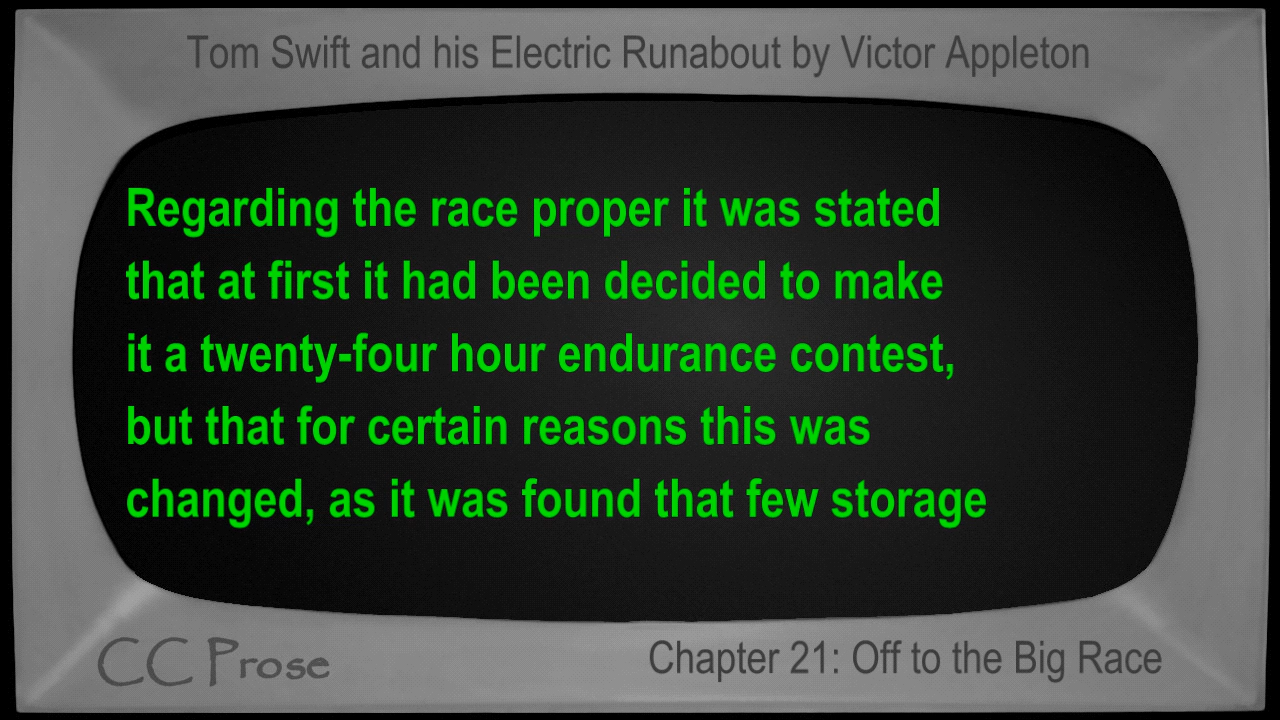 Tom Swift and his Electric Runabout by Victor Appleton
Regarding the race proper it was stated
that at first it had been decided to make
it a twenty-four hour endurance contest,
but that for certain reasons this was
changed, as it was found that few storage
CC Prose
Chapter 21: Off to the Big Race